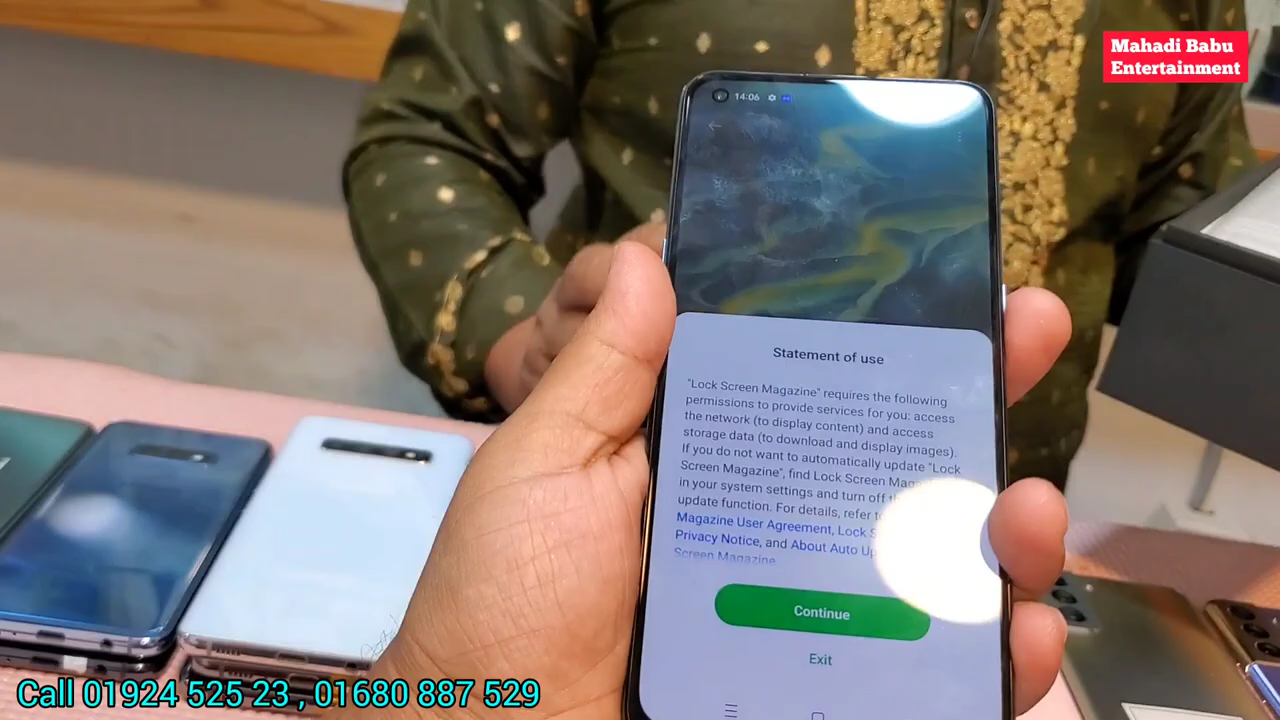 Mahadi Babu
Entertainment
14:06
Statement of use
"Lock Screen Magazine" requires the following
permissions to provide services for you: access
the network (to display content) and access
storage data (to download and display images).
If you do not want to automatically update "Lock
Screen Magazine", find Lock Screen
in your system settings and turn off
update function. For details, refer
Magazine User Agreement, Lock
Privacy Notice, and About Auto
Screen Magazine
Continue
Exit
Call 01924 525 23 , 01680 887 529